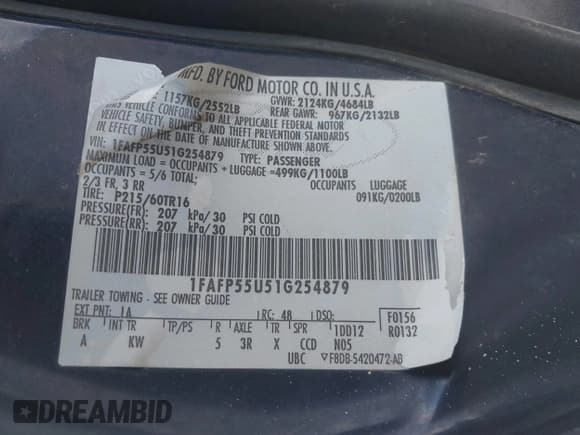 MFD. BY FORD MOTOR CO. IN U.S.A.
1157KG/2552LB GVWR: 2124KG/4684LB
REAR GAWR: 967KG/2132LB
THIS VEHICLE CONFORMS TO ALL APPLICABLE FEDERAL MOTOR
VEHICLE SAFETY, BUMPER, AND THEFT PREVENTION STANDARDS
IN EFFECT ON THE DATE OF MANUFACTURE SHOWN ABOVE.
VIN: 1FAFP55U51G254879 TYPE: PASSENGER
MAXIMUM LOAD = OCCUPANTS + LUGGAGE =499KG/1100LB
OCCUPANTS = 5/6 TOTAL; OCCUPANTS LUGGAGE
2/3 FR, 3 RR 091KG/0200LB
TIRE: P215/60TR16
PRESSURE(FR): 207 kPa/30 PSI COLD
PRESSURE(RR): 207 kPa/30 PSI COLD
1FAFP55U51G254879
TRAILER TOWING - SEE OWNER GUIDE
EXT PNT: LA RC: 48 DSO: F0156
BRK INT TR TP/PS R AXLE TR SPR 10D12 R0132
A KW 5 3R X CCD N05
UBC F8DB-5420472-AB
DREAMBID